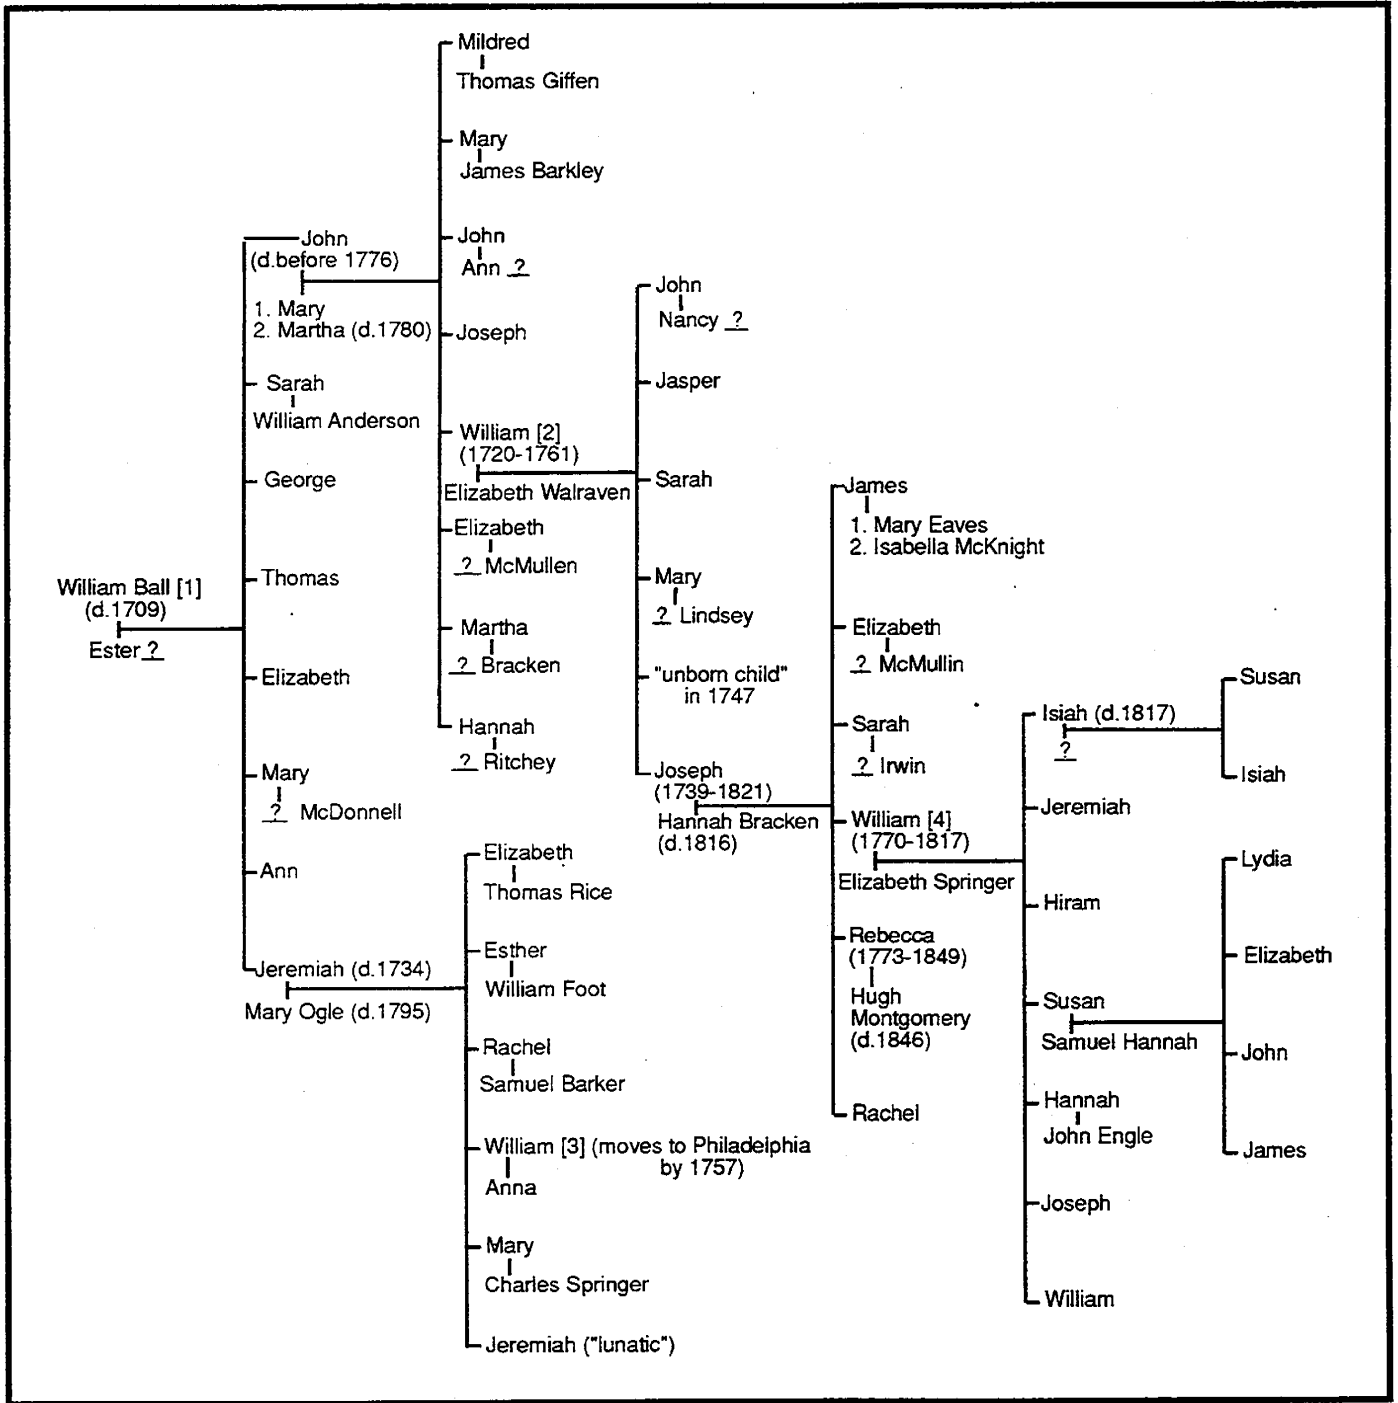 Mildred
Thomas Giffen
Mary
James Barkley
John
Ann ?
Joseph
William [2]
(1720-1761)
Elizabeth Walraven
Elizabeth
? McMullen
Martha
? Bracken
Hannah
? Ritchey
John
(d.before 1776)
1. Mary
2. Martha (d.1780)
Sarah
William Anderson
George
Thomas
William Ball [1]
(d.1709)
Ester ?
Elizabeth
Mary
? McDonnell
Ann
Jeremiah (d.1734)
Mary Ogle (d.1795)
Elizabeth
Thomas Rice
Esther
William Foot
Rachel
Samuel Barker
William [3] (moves to Philadelphia
by 1757)
Anna
Mary
Charles Springer
Jeremiah ("lunatic")
John
Nancy ?
Jasper
Sarah
Mary
? Lindsey
"unborn child"
in 1747
Joseph
(1739-1821)
Hannah Bracken
(d.1816)
James
1. Mary Eaves
2. Isabella McKnight
Elizabeth
? McMullin
Sarah
? Irwin
William [4]
(1770-1817)
Elizabeth Springer
Rebecca
(1773-1849)
Hugh
Montgomery
(d.1846)
Rachel
Isiah (d.1817)
?
Jeremiah
Hiram
Susan
Samuel Hannah
Hannah
John Engle
Joseph
William
Susan
Isiah
Lydia
Elizabeth
John
James